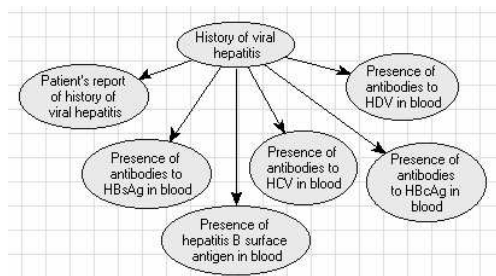 History of viral
hepatitis
Patient's report
of history of
viral hepatitis
Presence of
antibodies to
HDV in blood
Presence of
antibodies to
HBsAg in blood
Presence of
antibodies to
HCV in blood
Presence of
antibodies
to HBcAg in
blood
Presence of
hepatitis B surface
antigen in blood